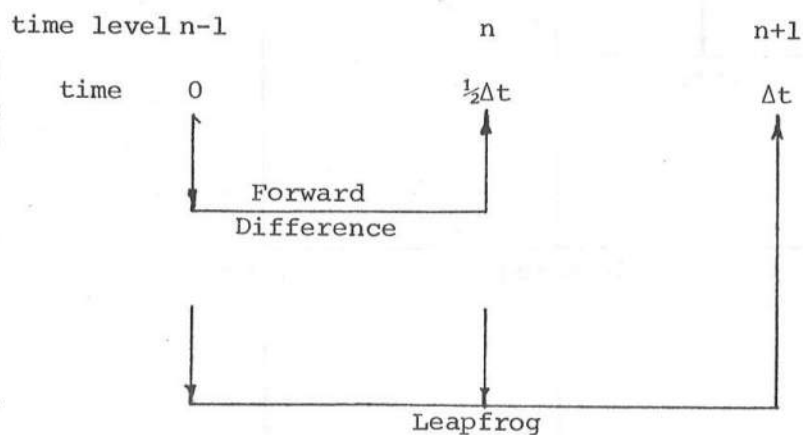 time level n-1 n n+1
time 0 ½Δt Δt
Forward
Difference
Leapfrog